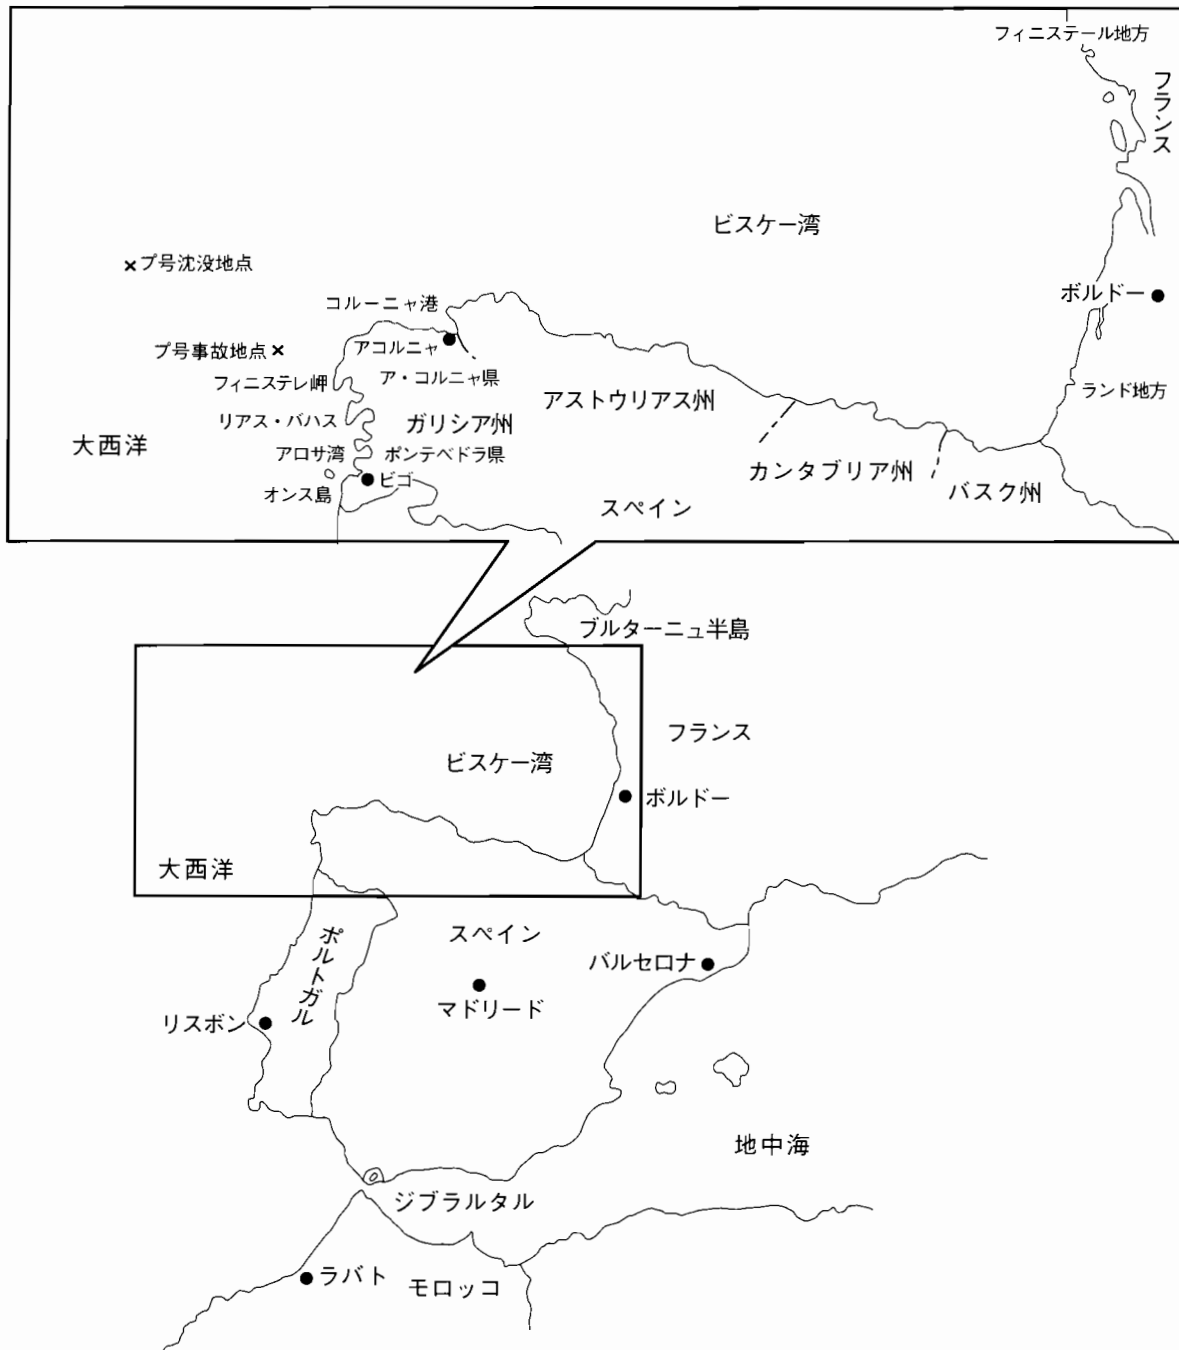 フィニステール地方
フランス
ビスケー湾
×プ号沈没地点
ボルドー
コルーニャ港
アコルニャ
プ号事故地点×
フィニステレ岬
ア・コルニャ県
ランド地方
アストゥリアス州
リアス・バハス
ガリシア州
大西洋
アロサ湾
ポンテベドラ県
カンタブリア州
ビゴ
オンス島
バスク州
スペイン
ブルターニュ半島
フランス
ビスケー湾
ボルドー
大西洋
スペイン
ポルトガル
バルセロナ
マドリード
リスボン
地中海
ジブラルタル
ラバト
モロッコ